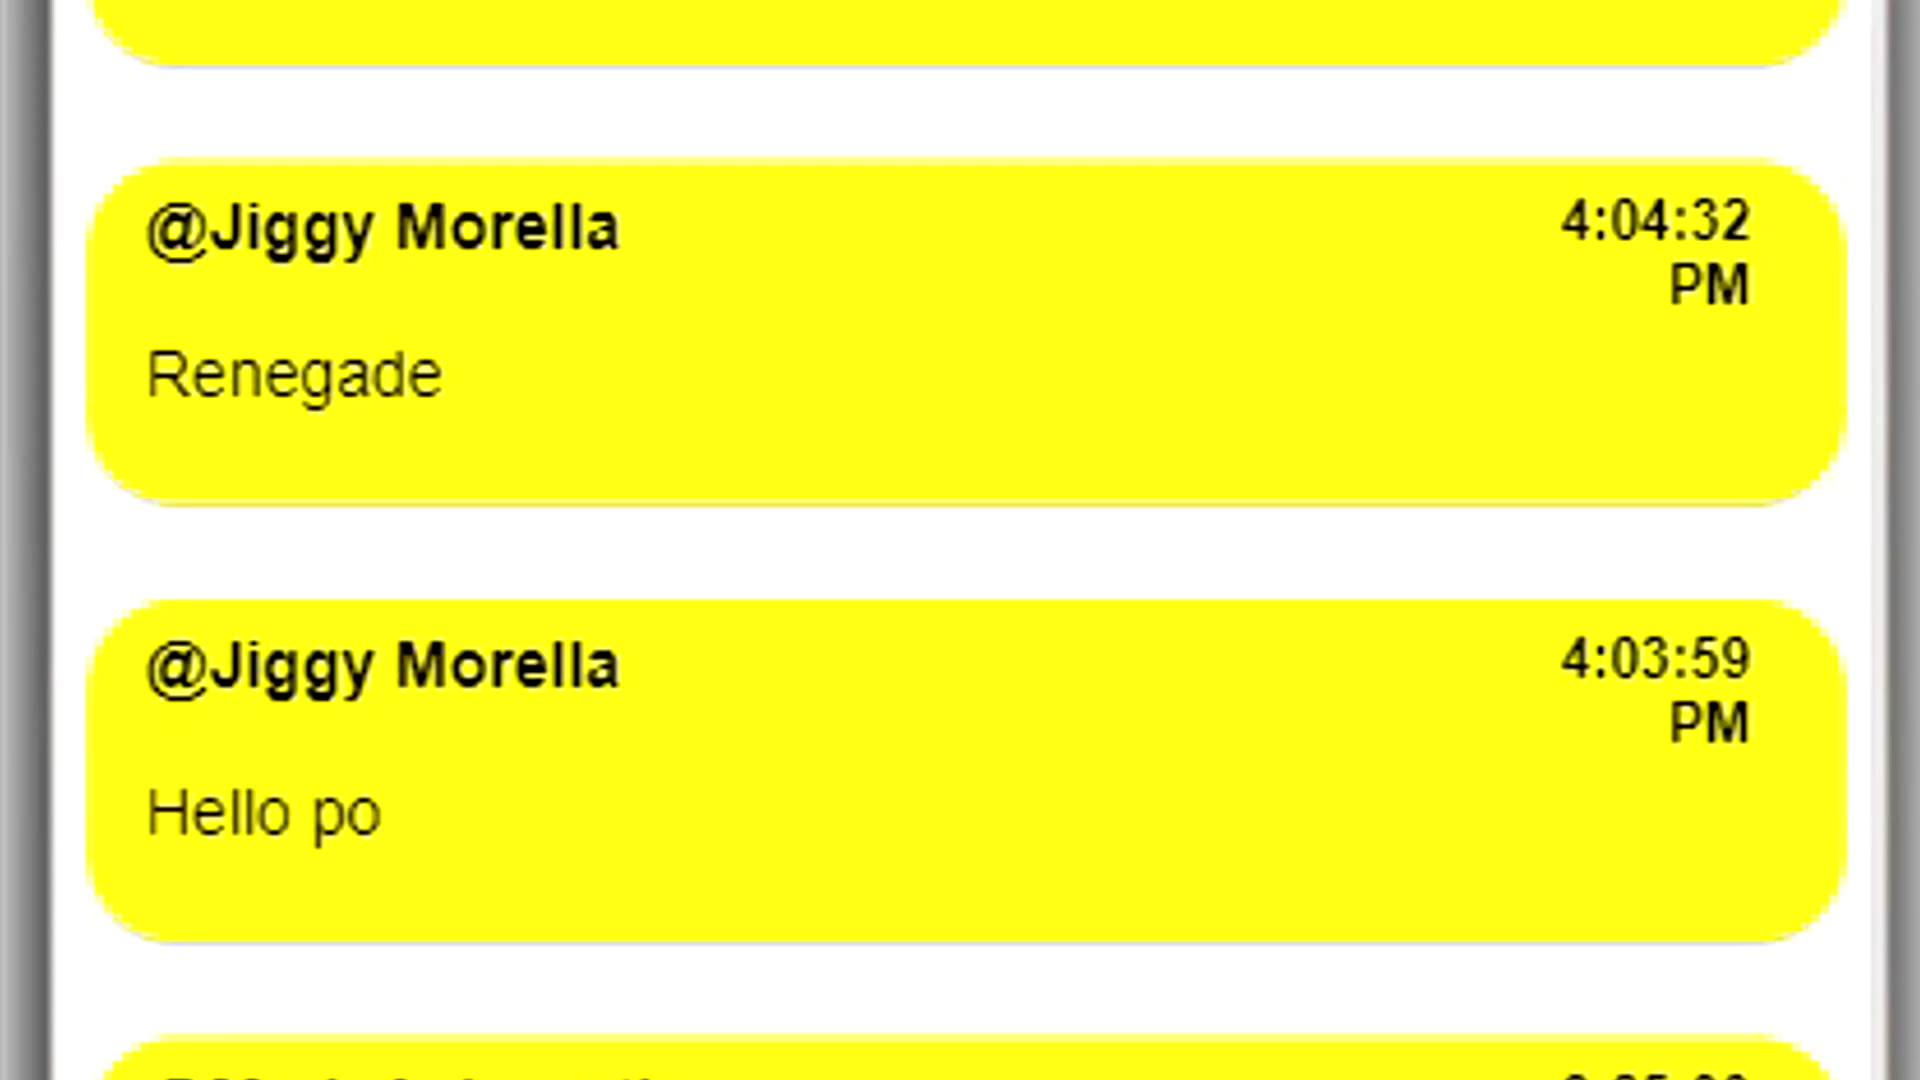 @Jiggy Morella
4:04:32
PM
Renegade
@Jiggy Morella
4:03:59
PM
Hello po